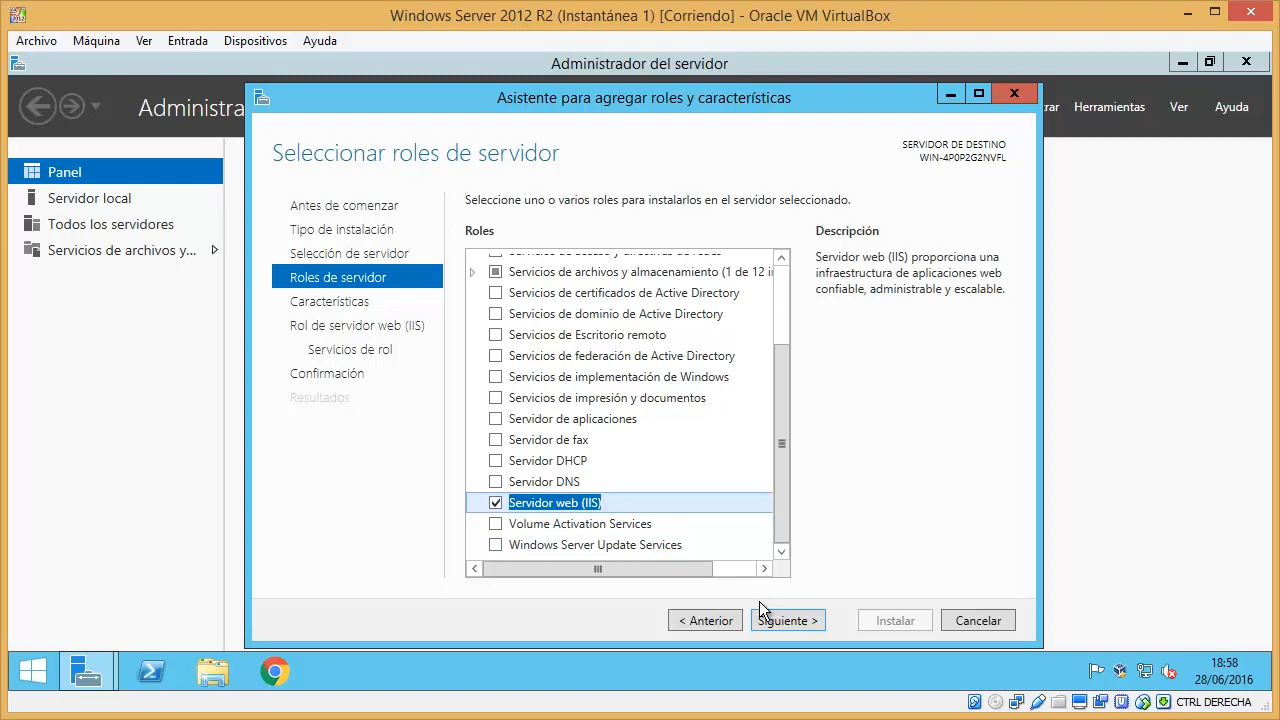 Windows Server 2012 R2 (Instantánea 1) [Corriendo] - Oracle VM VirtualBox
Archivo Máquina Ver Entrada Dispositivos Ayuda
Administrador del servidor
Administra
Asistente para agregar roles y características
rar Herramientas Ver Ayuda
Panel
Servidor local
Todos los servidores
Servicios de archivos y...
Seleccionar roles de servidor
SERVIDOR DE DESTINO
WIN-4P0P2G2NVFL
Antes de comenzar
Tipo de instalación
Selección de servidor
Roles de servidor
Características
Rol de servidor web (IIS)
Servicios de rol
Confirmación
Resultados
Seleccione uno o varios roles para instalarlos en el servidor seleccionado.
Roles
Servicios de archivos y almacenamiento (1 de 12 i
Servicios de certificados de Active Directory
Servicios de dominio de Active Directory
Servicios de Escritorio remoto
Servicios de federación de Active Directory
Servicios de implementación de Windows
Servicios de impresión y documentos
Servidor de aplicaciones
Servidor de fax
Servidor DHCP
Servidor DNS
Servidor web (IIS)
Volume Activation Services
Windows Server Update Services
Descripción
Servidor web (IIS) proporciona una
infraestructura de aplicaciones web
confiable, administrable y escalable.
< Anterior Siguiente > Instalar Cancelar
18:58
28/06/2016
CTRL DERECHA